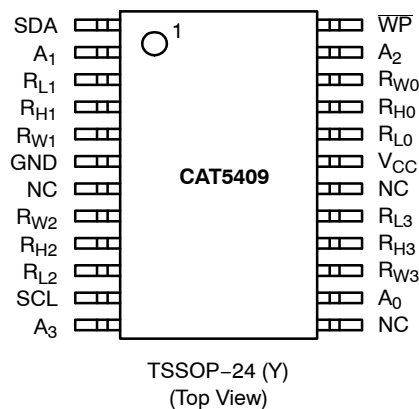 SDA 1 W̅P̅
A1 A2
RL1 RW0
RH1 RH0
RW1 RL0
GND VCC
NC CAT5409 NC
RW2 RL3
RH2 RH3
RL2 RW3
SCL A0
A3 NC
TSSOP−24 (Y)
(Top View)